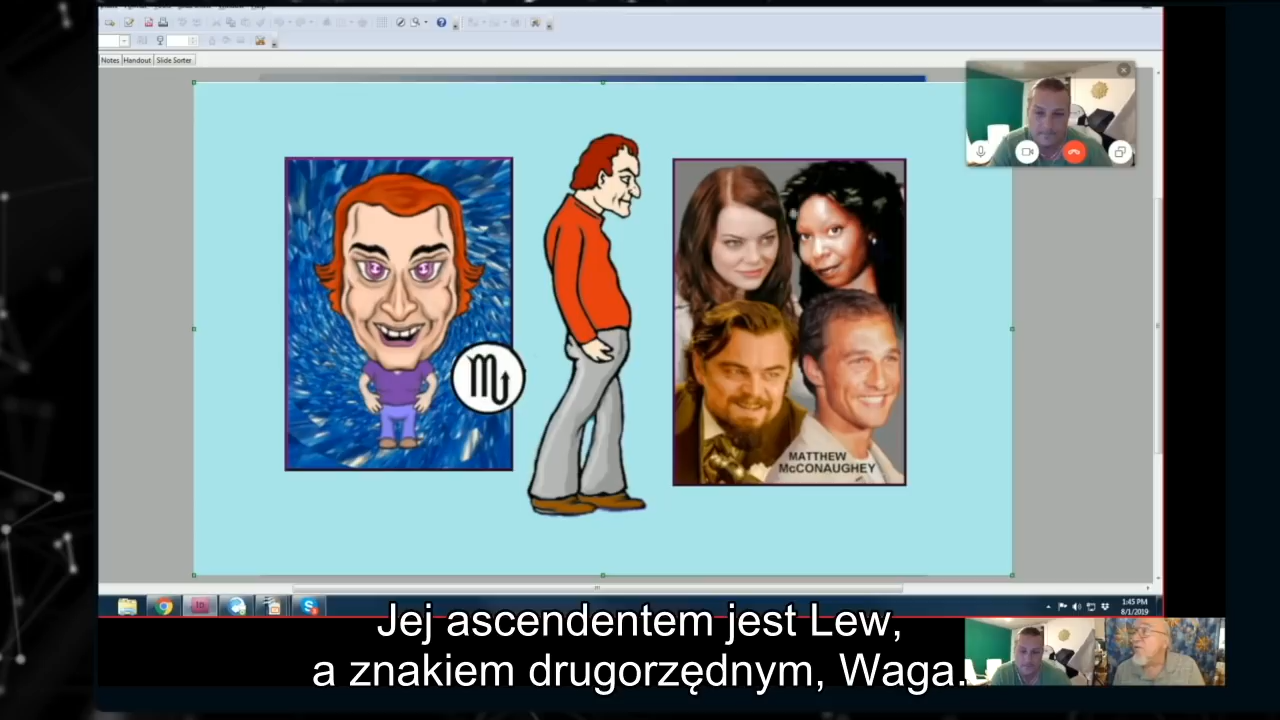 Notes Handout Slide Sorter
MATTHEW
McCONAUGHEY
1:45 PM
8/1/2019
Jej ascendentem jest Lew,
a znakiem drugorzędnym, Waga.